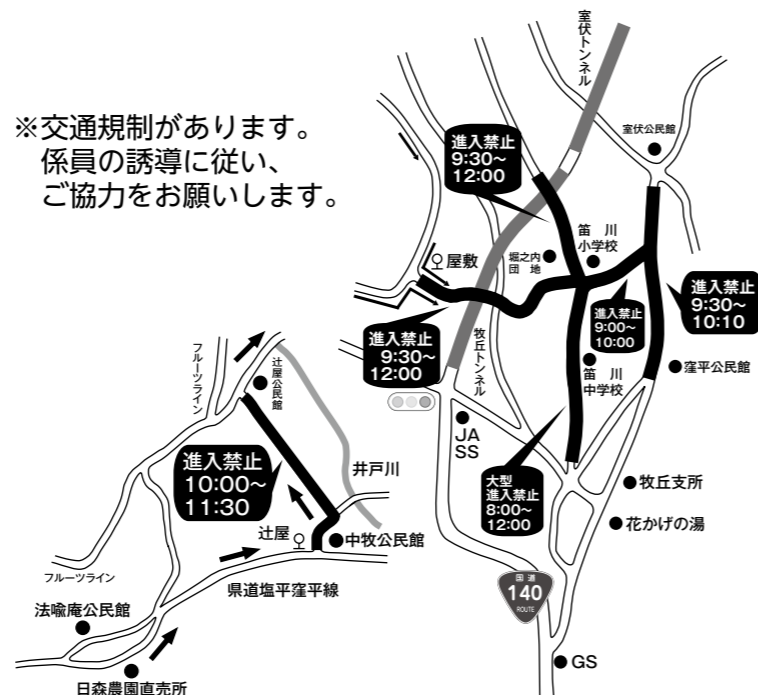 ※交通規制があります。
係員の誘導に従い、
ご協力をお願いします。
室伏トンネル
室伏公民館
進入禁止
9:30〜
12:00
笛川
小学校
堀之内
団地
屋敷
進入禁止
9:30〜
10:10
進入禁止
9:00〜
10:00
進入禁止
9:30〜
12:00
牧丘トンネル
笛川
中学校
窪平公民館
JA
SS
大型
進入禁止
8:00〜
12:00
牧丘支所
花かげの湯
国道
140
ROUTE
GS
フルーツライン
辻屋公民館
進入禁止
10:00〜
11:30
井戸川
辻屋
中牧公民館
フルーツライン
県道塩平窪平線
法喩庵公民館
日森農園直売所